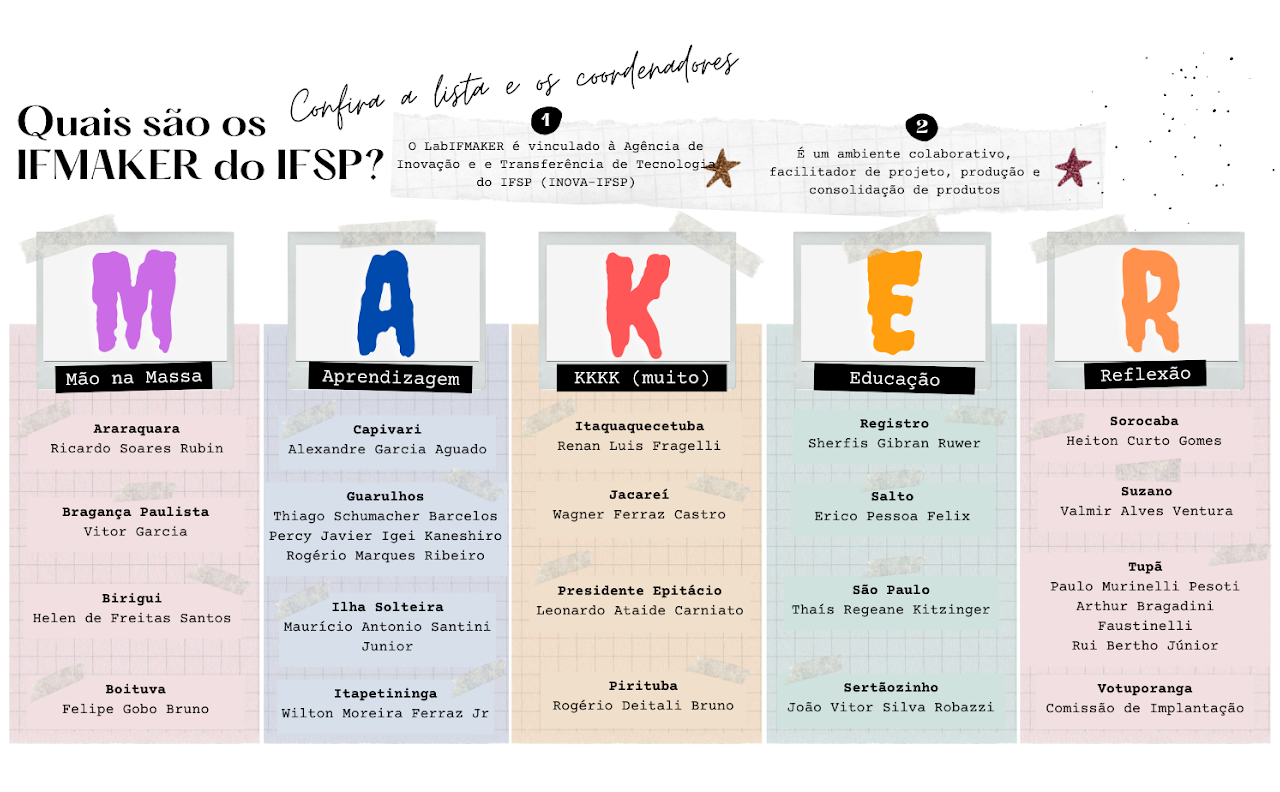 Quais são os
IFMAKER do IFSP?
Confira a lista e os coordenadores
1
O LabIFMAKER é vinculado à Agência de
Inovação e e Transferência de Tecnologia
do IFSP (INOVA-IFSP)
2
É um ambiente colaborativo,
facilitador de projeto, produção e
consolidação de produtos
M
Mão na Massa
Araraquara
Ricardo Soares Rubin
Bragança Paulista
Vitor Garcia
Birigui
Helen de Freitas Santos
Boituva
Felipe Gobo Bruno
A
Aprendizagem
Capivari
Alexandre Garcia Aguado
Guarulhos
Thiago Schumacher Barcelos
Percy Javier Igei Kaneshiro
Rogério Marques Ribeiro
Ilha Solteira
Maurício Antonio Santini
Junior
Itapetininga
Wilton Moreira Ferraz Jr
K
KKKK (muito)
Itaquaquecetuba
Renan Luis Fragelli
Jacareí
Wagner Ferraz Castro
Presidente Epitácio
Leonardo Ataide Carniato
Pirituba
Rogério Deitali Bruno
E
Educação
Registro
Sherfis Gibran Ruwer
Salto
Erico Pessoa Felix
São Paulo
Thaís Regeane Kitzinger
Sertãozinho
João Vitor Silva Robazzi
R
Reflexão
Sorocaba
Heiton Curto Gomes
Suzano
Valmir Alves Ventura
Tupã
Paulo Murinelli Pesoti
Arthur Bragadini
Faustinelli
Rui Bertho Júnior
Votuporanga
Comissão de Implantação